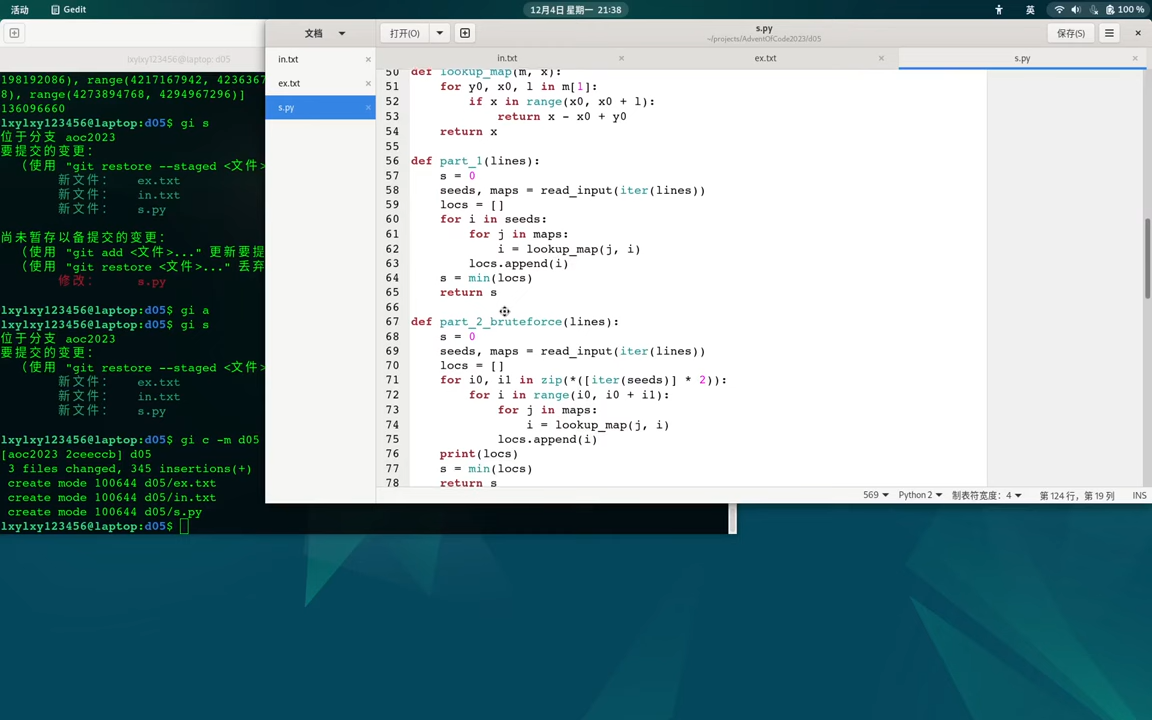 活动 Gedit 12月4日 星期一 21:38 英 100 %
文档 打开(O) s.py 保存(S)
~/projects/AdventOfCode2023/d05
lxylxy123456@laptop: d05
in.txt
ex.txt
s.py
in.txt ex.txt s.py
198192086), range(4217167942, 4236367
8), range(4273894768, 4294967296)]
136096660
lxylxy123456@laptop:d05$ gi s
位于分支 aoc2023
要提交的变更：
（使用 "git restore --staged <文件>
新文件： ex.txt
新文件： in.txt
新文件： s.py
尚未暂存以备提交的变更：
（使用 "git add <文件>..." 更新要提
（使用 "git restore <文件>..." 丢弃
修改： s.py
lxylxy123456@laptop:d05$ gi a
lxylxy123456@laptop:d05$ gi s
位于分支 aoc2023
要提交的变更：
（使用 "git restore --staged <文件>
新文件： ex.txt
新文件： in.txt
新文件： s.py
lxylxy123456@laptop:d05$ gi c -m d05
[aoc2023 2ceeccb] d05
3 files changed, 345 insertions(+)
create mode 100644 d05/ex.txt
create mode 100644 d05/in.txt
create mode 100644 d05/s.py
lxylxy123456@laptop:d05$
50 def lookup_map(m, x):
51     for y0, x0, l in m[1]:
52         if x in range(x0, x0 + l):
53             return x - x0 + y0
54     return x
55
56 def part_1(lines):
57     s = 0
58     seeds, maps = read_input(iter(lines))
59     locs = []
60     for i in seeds:
61         for j in maps:
62             i = lookup_map(j, i)
63         locs.append(i)
64     s = min(locs)
65     return s
66
67 def part_2_bruteforce(lines):
68     s = 0
69     seeds, maps = read_input(iter(lines))
70     locs = []
71     for i0, i1 in zip(*([iter(seeds)] * 2)):
72         for i in range(i0, i0 + i1):
73             for j in maps:
74                 i = lookup_map(j, i)
75             locs.append(i)
76     print(locs)
77     s = min(locs)
78     return s
569 Python 2 制表符宽度：4 第 124 行，第 19 列 INS